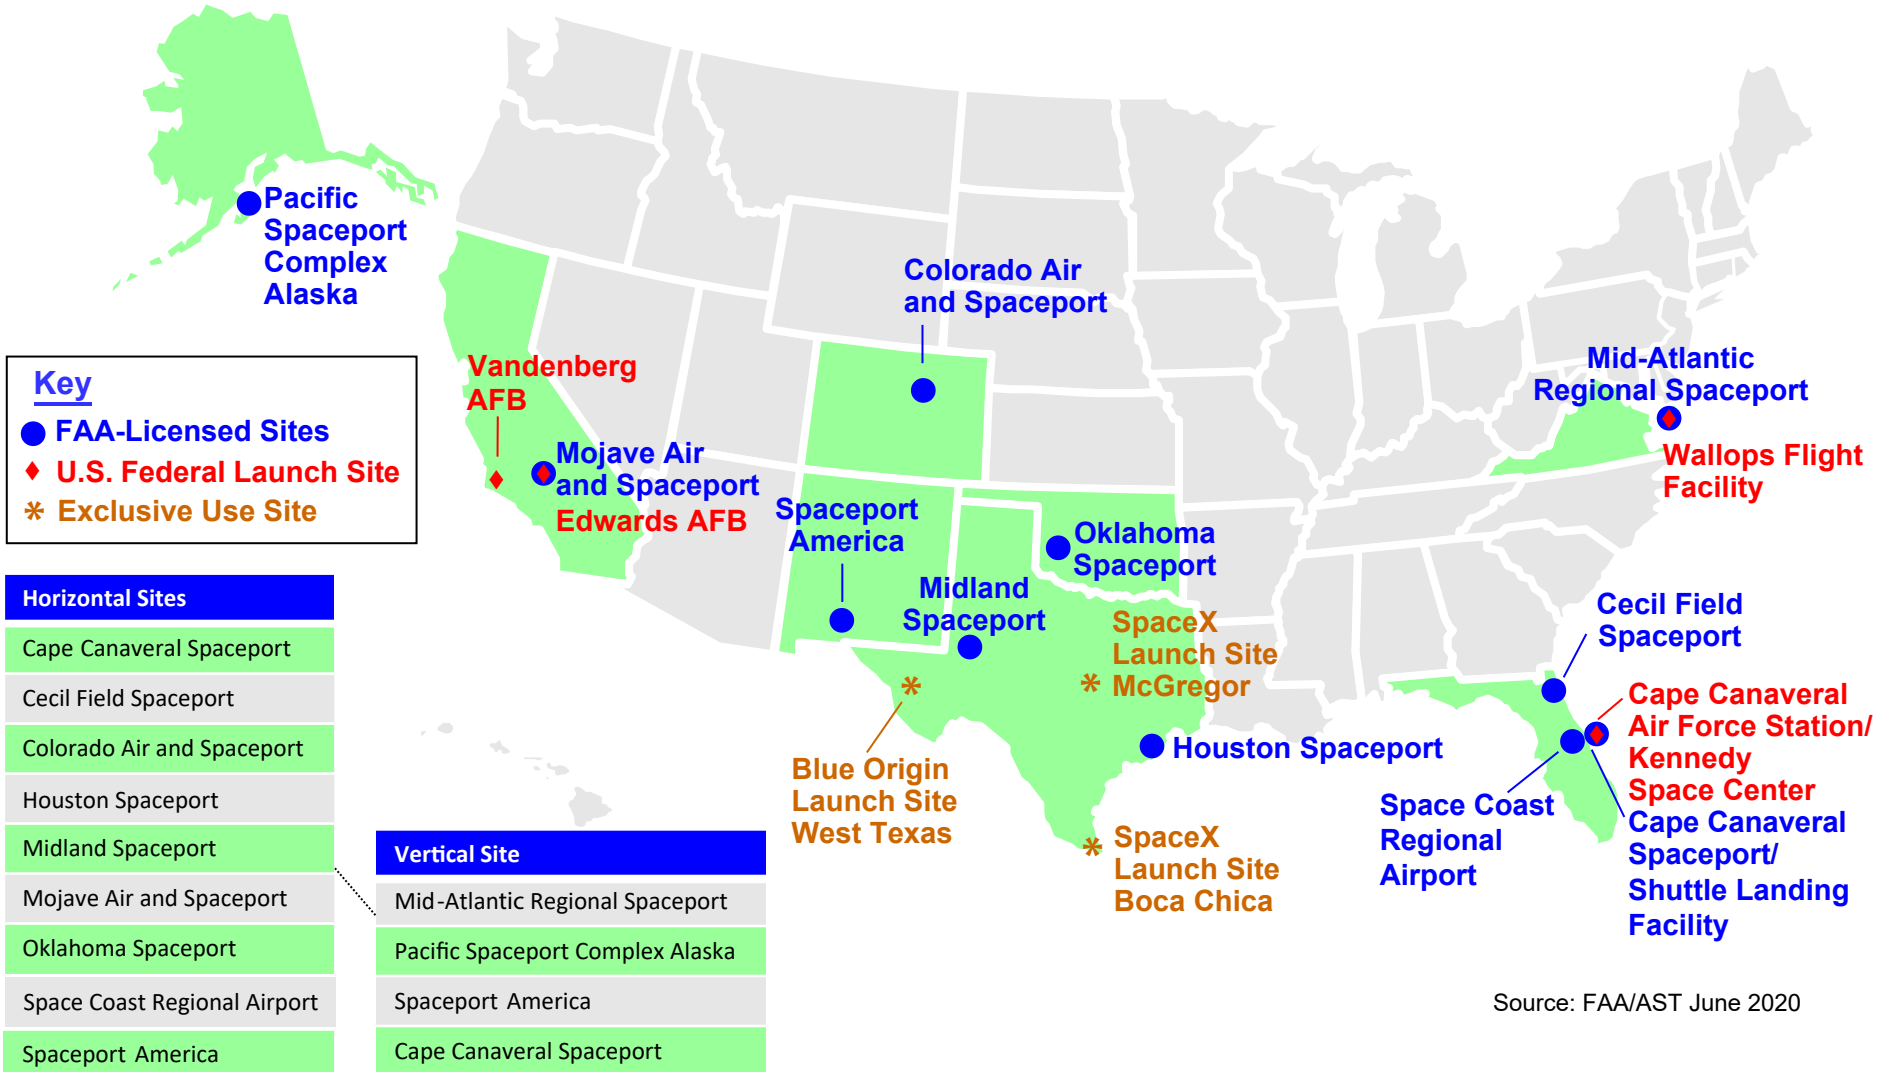 Pacific
Spaceport
Complex
Alaska
Colorado Air
and Spaceport
Key
FAA-Licensed Sites
U.S. Federal Launch Site
Exclusive Use Site
Vandenberg
AFB
Mojave Air
and Spaceport
Edwards AFB
Spaceport
America
Midland
Spaceport
Oklahoma
Spaceport
SpaceX
Launch Site
McGregor
Mid-Atlantic
Regional Spaceport
Wallops Flight
Facility
Cecil Field
Spaceport
Cape Canaveral
Air Force Station/
Kennedy
Space Center
Cape Canaveral
Spaceport/
Shuttle Landing
Facility
Houston Spaceport
Space Coast
Regional
Airport
Blue Origin
Launch Site
West Texas
SpaceX
Launch Site
Boca Chica
Horizontal Sites
Cape Canaveral Spaceport
Cecil Field Spaceport
Colorado Air and Spaceport
Houston Spaceport
Midland Spaceport
Mojave Air and Spaceport
Oklahoma Spaceport
Space Coast Regional Airport
Spaceport America
Vertical Site
Mid-Atlantic Regional Spaceport
Pacific Spaceport Complex Alaska
Spaceport America
Cape Canaveral Spaceport
Source: FAA/AST June 2020